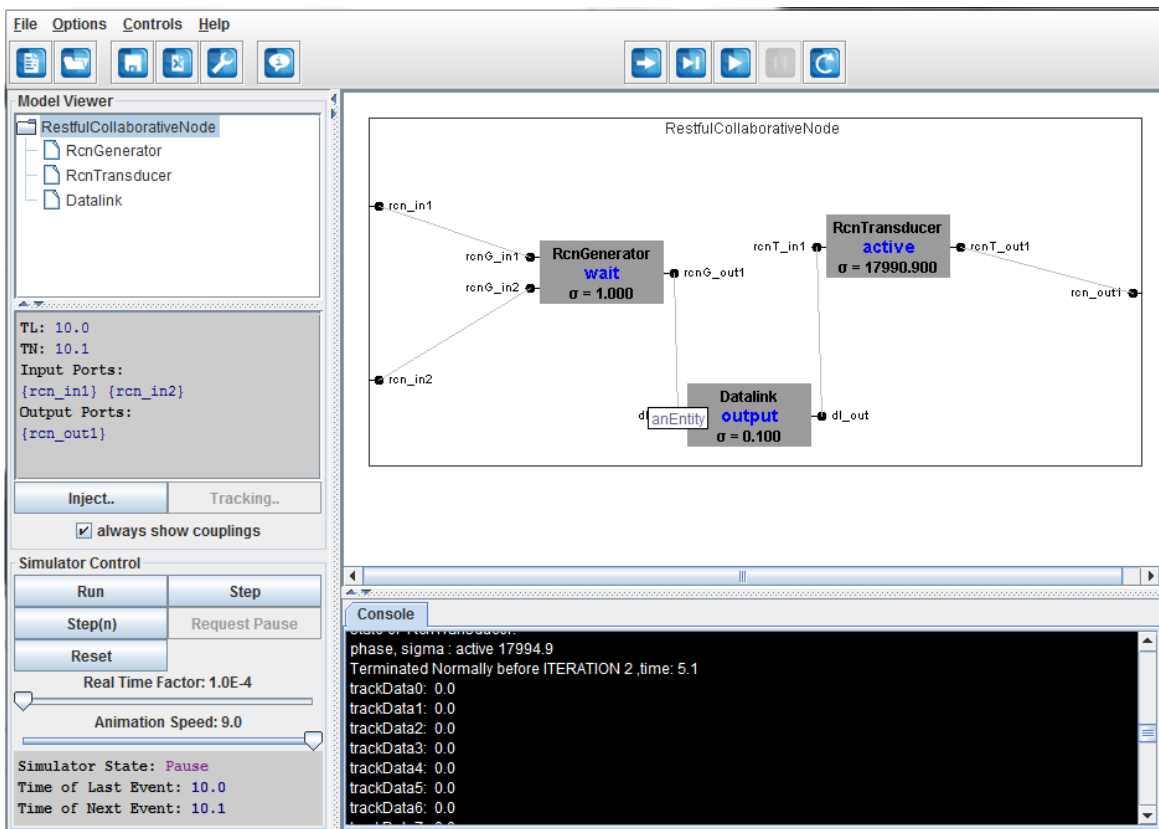 File Options Controls Help
Model Viewer
RestfulCollaborativeNode
RcnGenerator
RcnTransducer
Datalink
TL: 10.0
TN: 10.1
Input Ports:
{rcn_in1} {rcn_in2}
Output Ports:
{rcn_out1}
Inject.. Tracking..
always show couplings
Simulator Control
Run Step
Step(n) Request Pause
Reset
Real Time Factor: 1.0E-4
Animation Speed: 9.0
Simulator State: Pause
Time of Last Event: 10.0
Time of Next Event: 10.1
RestfulCollaborativeNode
rcn_in1
rcnG_in1
rcnG_in2
RcnGenerator
wait
σ = 1.000
rcnG_out1
rcnT_in1
RcnTransducer
active
σ = 17990.900
rcnT_out1
rcn_out1
rcn_in2
anEntity
Datalink
output
σ = 0.100
dl_out
Console
phase, sigma : active 17994.9
Terminated Normally before ITERATION 2 ,time: 5.1
trackData0: 0.0
trackData1: 0.0
trackData2: 0.0
trackData3: 0.0
trackData4: 0.0
trackData5: 0.0
trackData6: 0.0